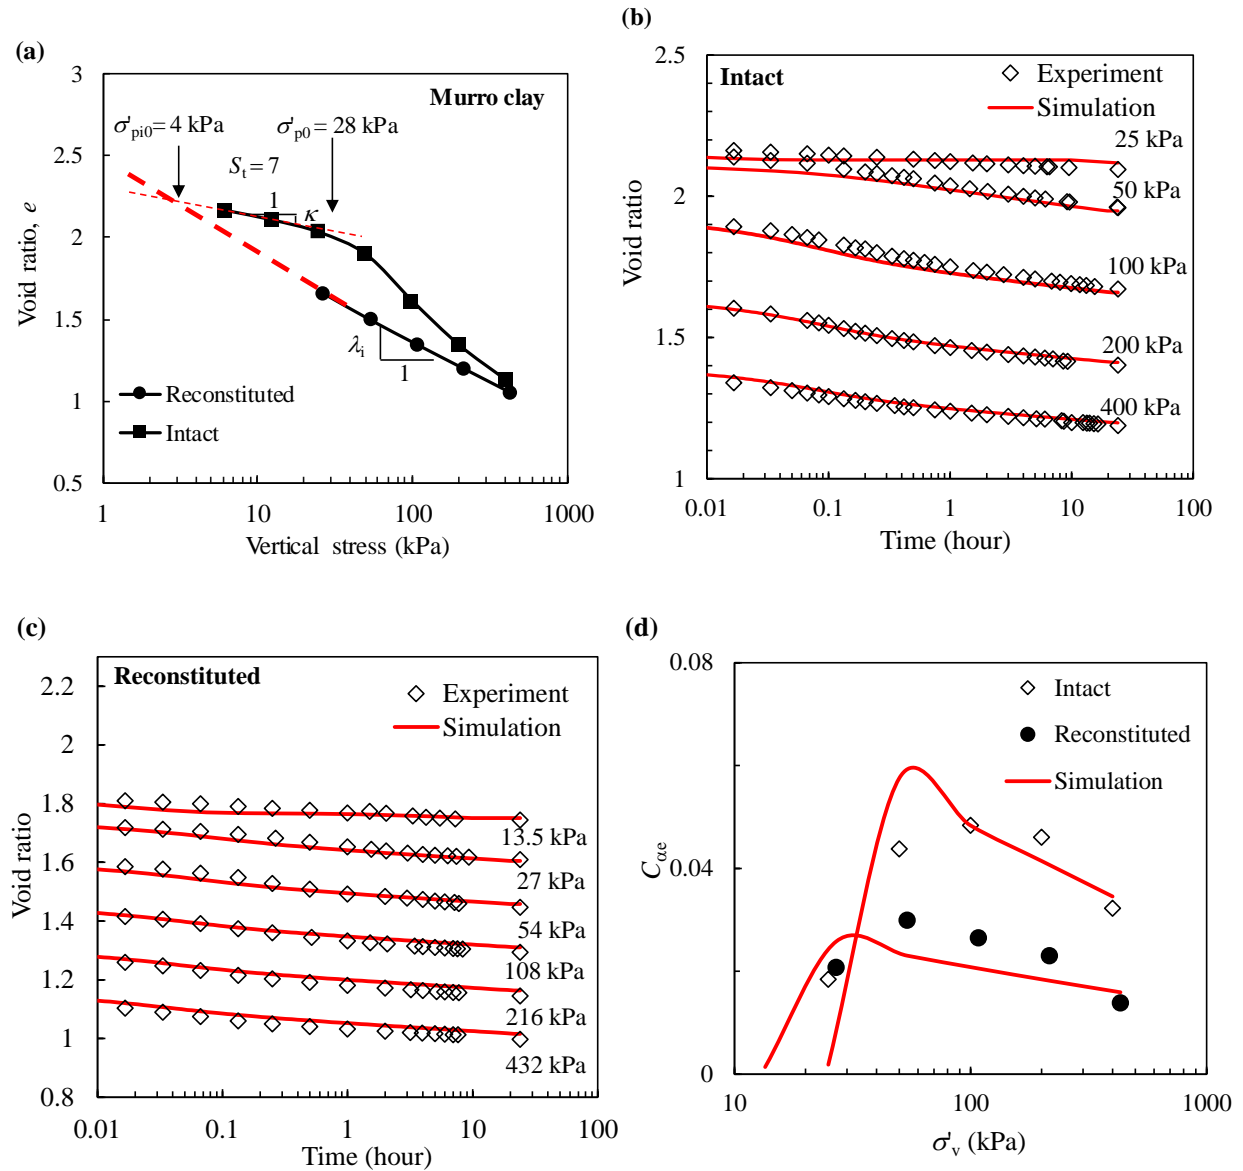 (a)
3
2.5
2
1.5
1
0.5
Void ratio, e
Murro clay
σ'pi0 = 4 kPa
σ'p0 = 28 kPa
St = 7
1
κ
λi
1
Reconstituted
Intact
1
10
100
1000
Vertical stress (kPa)
(b)
2.5
2
1.5
1
Void ratio
Intact
Experiment
Simulation
25 kPa
50 kPa
100 kPa
200 kPa
400 kPa
0.01
0.1
1
10
100
Time (hour)
(c)
2.2
2
1.8
1.6
1.4
1.2
1
0.8
Void ratio
Reconstituted
Experiment
Simulation
13.5 kPa
27 kPa
54 kPa
108 kPa
216 kPa
432 kPa
0.01
0.1
1
10
100
Time (hour)
(d)
0.08
0.04
0
Cαe
Intact
Reconstituted
Simulation
10
100
1000
σ'v (kPa)